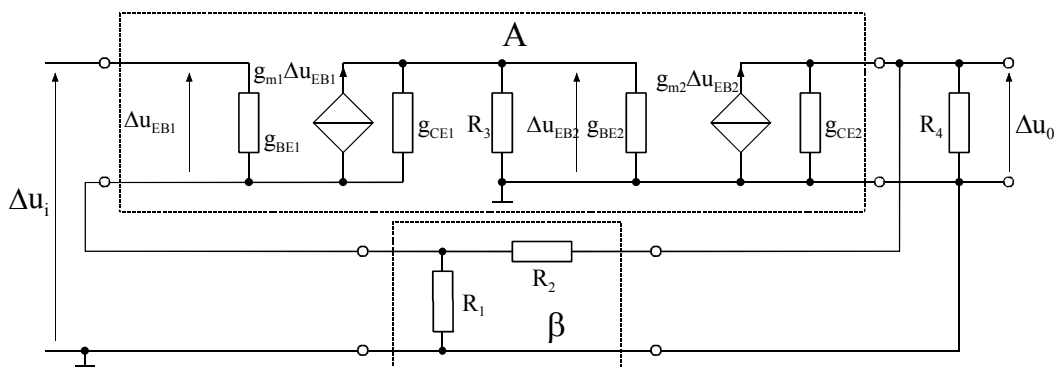 A
g_m1Δu_EB1
g_m2Δu_EB2
Δu_EB1
g_BE1
g_CE1
R_3
Δu_EB2
g_BE2
g_CE2
R_4
Δu_0
Δu_i
R_1
R_2
β